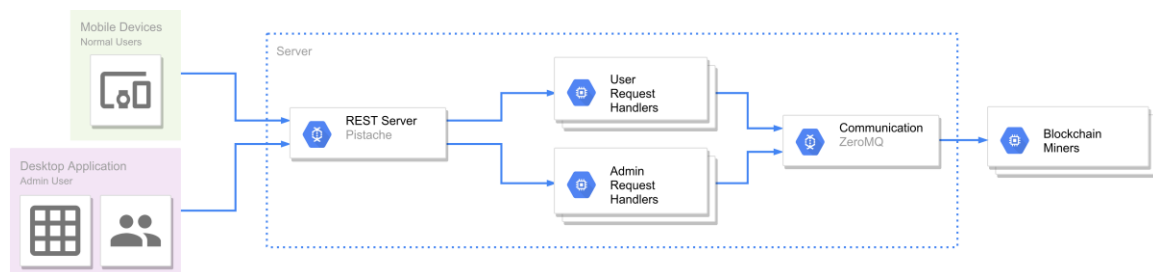 Mobile Devices
Normal Users
Desktop Application
Admin User
Server
REST Server
Pistache
User
Request
Handlers
Admin
Request
Handlers
Communication
ZeroMQ
Blockchain
Miners